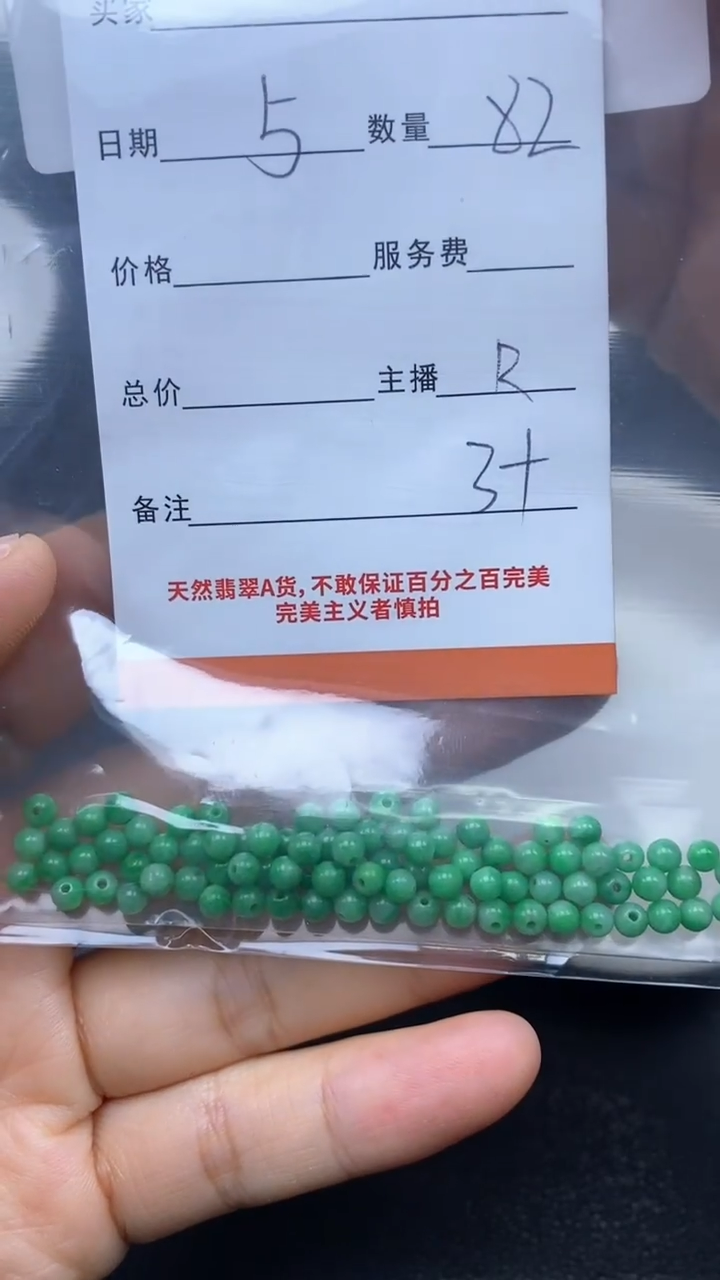 买家
日期 5 数量 82
价格 服务费
总价 主播 R
备注 3+
天然翡翠A货，不敢保证百分之百完美
完美主义者慎拍